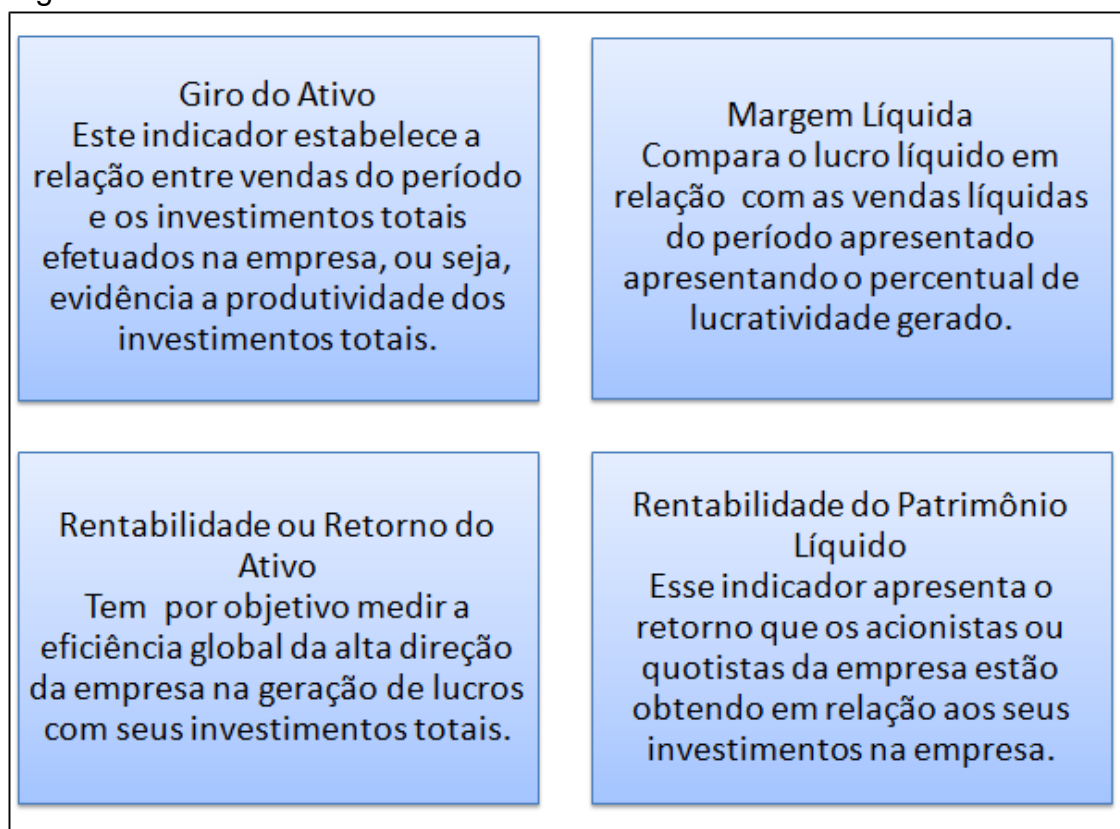 Giro do Ativo
Este indicador estabelece a
relação entre vendas do período
e os investimentos totais
efetuados na empresa, ou seja,
evidência a produtividade dos
investimentos totais.
Margem Líquida
Compara o lucro líquido em
relação com as vendas líquidas
do período apresentado
apresentando o percentual de
lucratividade gerado.
Rentabilidade ou Retorno do
Ativo
Tem por objetivo medir a
eficiência global da alta direção
da empresa na geração de lucros
com seus investimentos totais.
Rentabilidade do Patrimônio
Líquido
Esse indicador apresenta o
retorno que os acionistas ou
quotistas da empresa estão
obtendo em relação aos seus
investimentos na empresa.